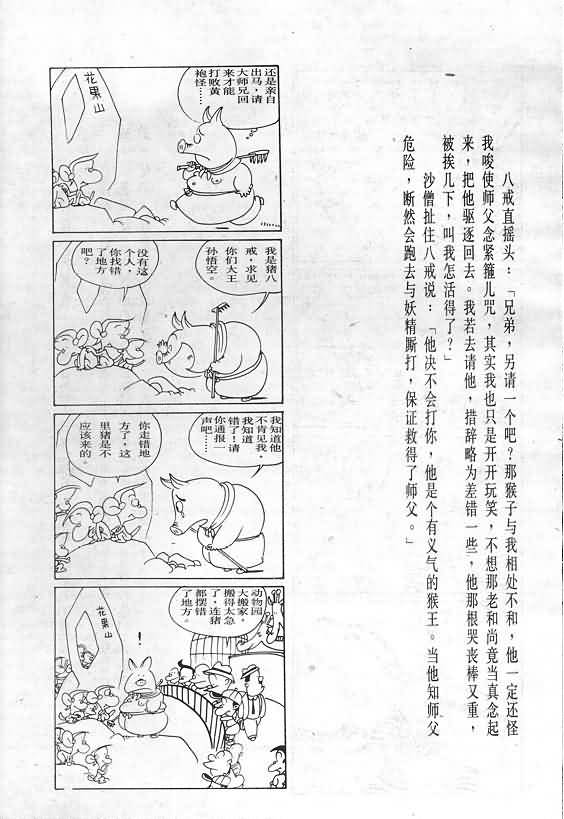 八戒直摇头：「兄弟，另请一个吧？那猴子与我相处不和，他一定还怪
我唆使师父念紧箍儿咒，其实我也只是开开玩笑，不想那老和尚竟当真念起
来，把他驱逐回去。我若去请他，措辞略为差错一些，他那根哭丧棒又重，
被挨几下，叫我怎活得了？」
沙僧扯住八戒说：「他决不会打你，他是个有义气的猴王。当他知师父
危险，断然会跑去与妖精厮打，保证救得了师父。」
还是亲自
出马，请
大师兄回
来才能
打败黄
袍怪……
花果山
我是猪八
戒，求见
你们大王
孙悟空。
没有这
个人，
你找错
了地方
吧？
我知道他
不肯见我，
我知道
错了！请
你通报一
声吧……
你走错地
方了，这
里猪是不
应该来的。
动物园
大搬家，
搬得太急
了，连猪
都摆错
了地方。
!
花果山